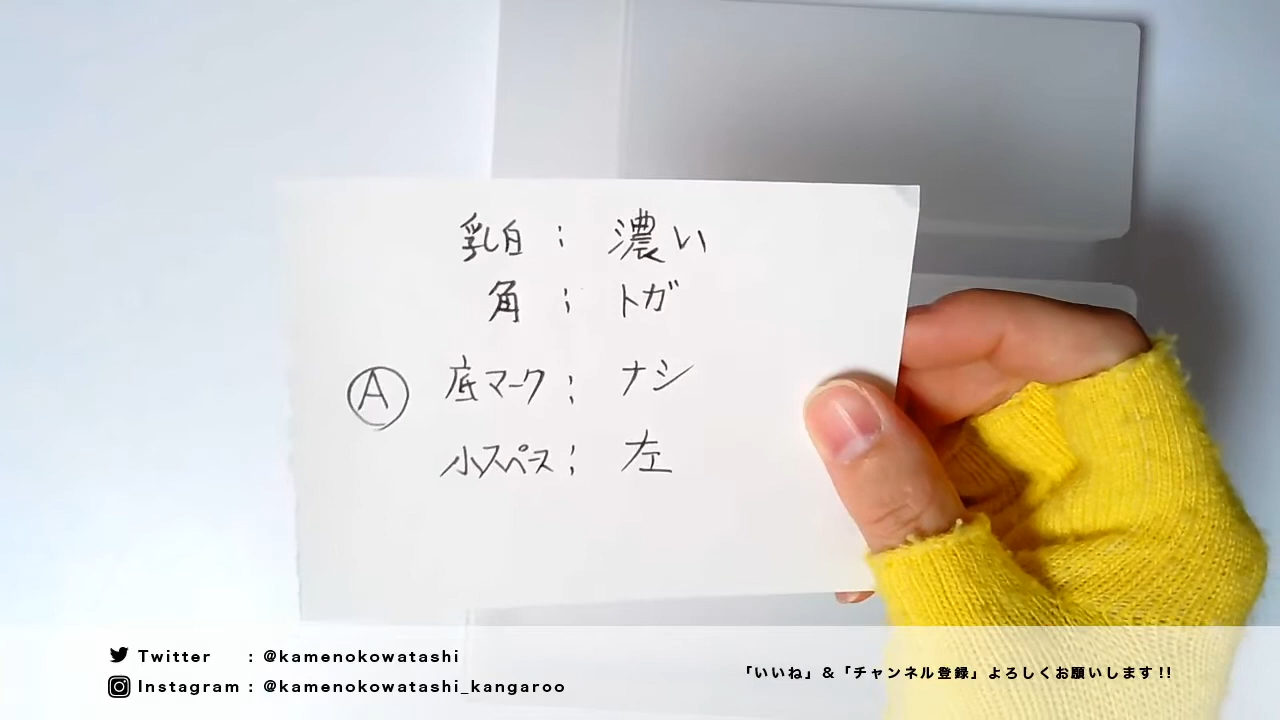 乳白：濃い
角：トガ
Ⓐ 底マーク：ナシ
小スペース：左
Twitter : @kamenokowatashi
Instagram : @kamenokowatashi_kangaroo
「いいね」&「チャンネル登録」よろしくお願いします!!